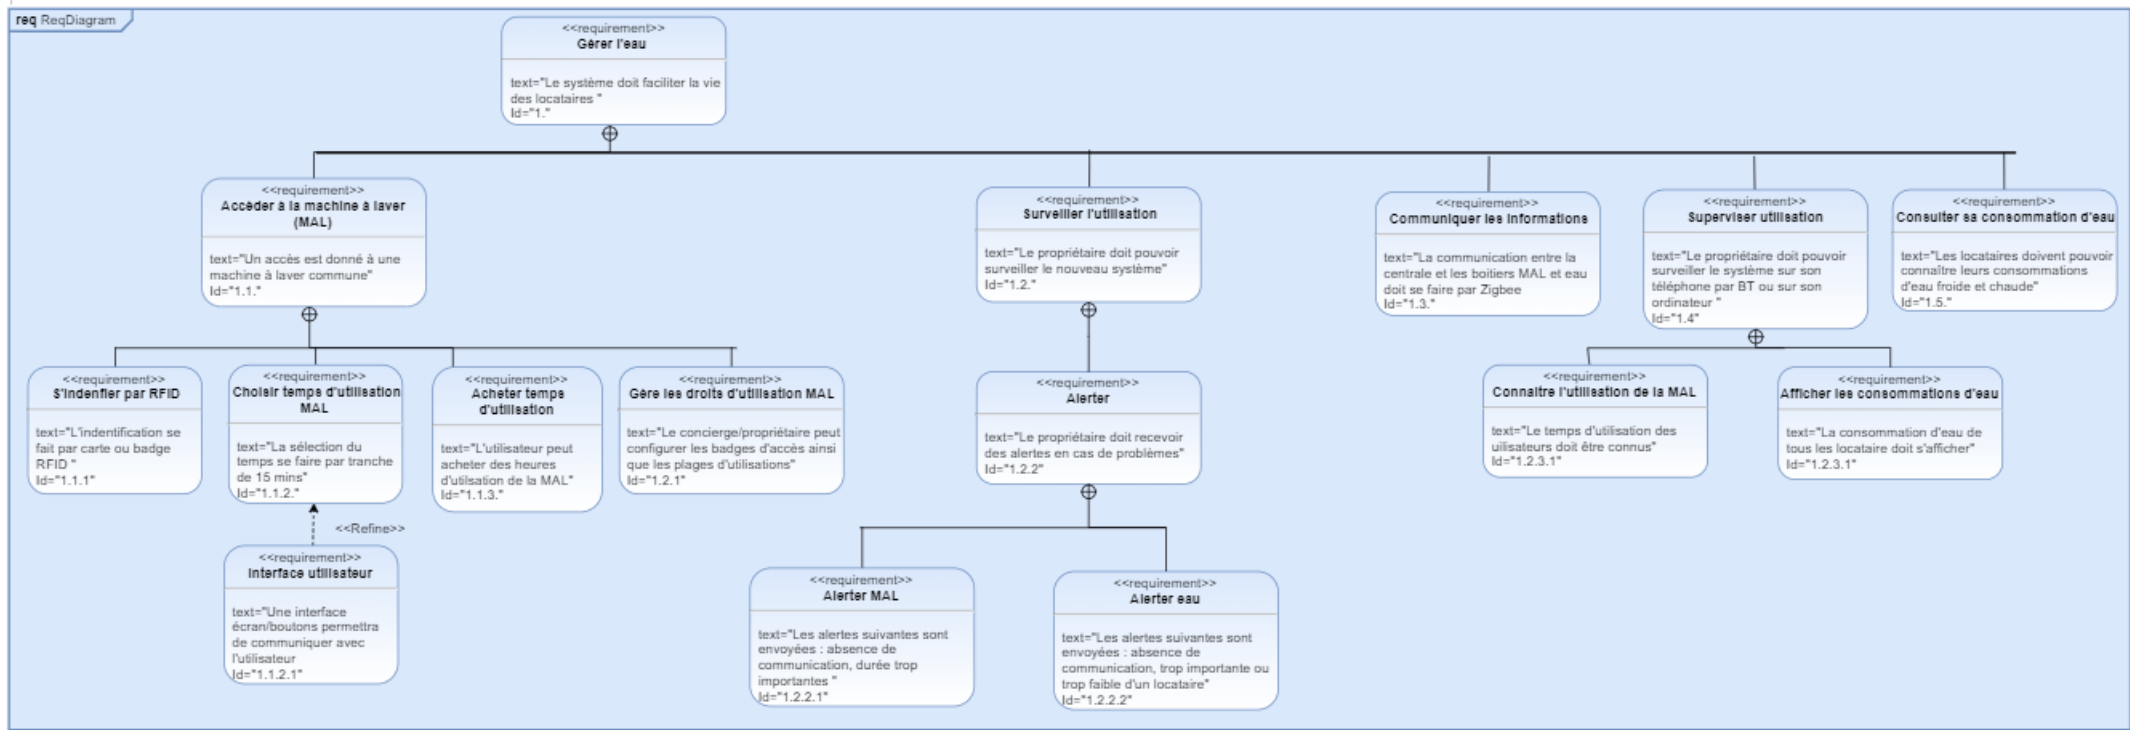 req ReqDiagram
<<requirement>>
Gérer l'eau
text="Le système doit faciliter la vie
des locataires "
Id="1."
<<requirement>>
Accèder à la machine à laver
(MAL)
text="Un accès est donné à une
machine à laver commune"
Id="1.1."
<<requirement>>
Surveiller l'utilisation
text="Le propriétaire doit pouvoir
surveiller le nouveau système"
Id="1.2."
<<requirement>>
Communiquer les informations
text="La communication entre la
centrale et les boitiers MAL et eau
doit se faire par Zigbee
Id="1.3."
<<requirement>>
Superviser utilisation
text="Le propriétaire doit pouvoir
surveiller le système sur son
téléphone par BT ou sur son
ordinateur "
Id="1.4"
<<requirement>>
Consulter sa consommation d'eau
text="Les locataires doivent pouvoir
connaître leurs consommations
d'eau froide et chaude"
Id="1.5."
<<requirement>>
S'indenfier par RFID
text="L'indentification se
fait par carte ou badge
RFID "
Id="1.1.1"
<<requirement>>
Choisir temps d'utilisation
MAL
text="La sélection du
temps se faire par tranche
de 15 mins"
Id="1.1.2."
<<requirement>>
Acheter temps
d'utilisation
text="L'utilisateur peut
acheter des heures
d'utilsation de la MAL"
Id="1.1.3."
<<requirement>>
Gère les droits d'utilisation MAL
text="Le concierge/propriétaire peut
configurer les badges d'accès ainsi
que les plages d'utilisations"
Id="1.2.1"
<<requirement>>
Alerter
text="Le propriétaire doit recevoir
des alertes en cas de problèmes"
Id="1.2.2"
<<requirement>>
Connaitre l'utilisation de la MAL
text="Le temps d'utilisation des
uilisateurs doit être connus"
Id="1.2.3.1"
<<requirement>>
Afficher les consommations d'eau
text="La consommation d'eau de
tous les locataire doit s'afficher"
Id="1.2.3.1"
<<Refine>>
<<requirement>>
Interface utilisateur
text="Une interface
écran/boutons permettra
de communiquer avec
l'utilisateur
Id="1.1.2.1"
<<requirement>>
Alerter MAL
text="Les alertes suivantes sont
envoyées : absence de
communication, durée trop
importantes "
Id="1.2.2.1"
<<requirement>>
Alerter eau
text="Les alertes suivantes sont
envoyées : absence de
communication, trop importante ou
trop faible d'un locataire"
Id="1.2.2.2"